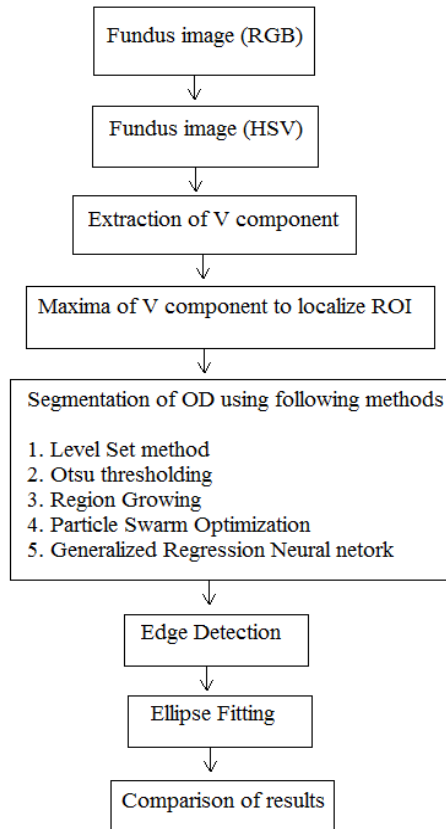 Fundus image (RGB)
Fundus image (HSV)
Extraction of V component
Maxima of V component to localize ROI
Segmentation of OD using following methods
1. Level Set method
2. Otsu thresholding
3. Region Growing
4. Particle Swarm Optimization
5. Generalized Regression Neural netork
Edge Detection
Ellipse Fitting
Comparison of results